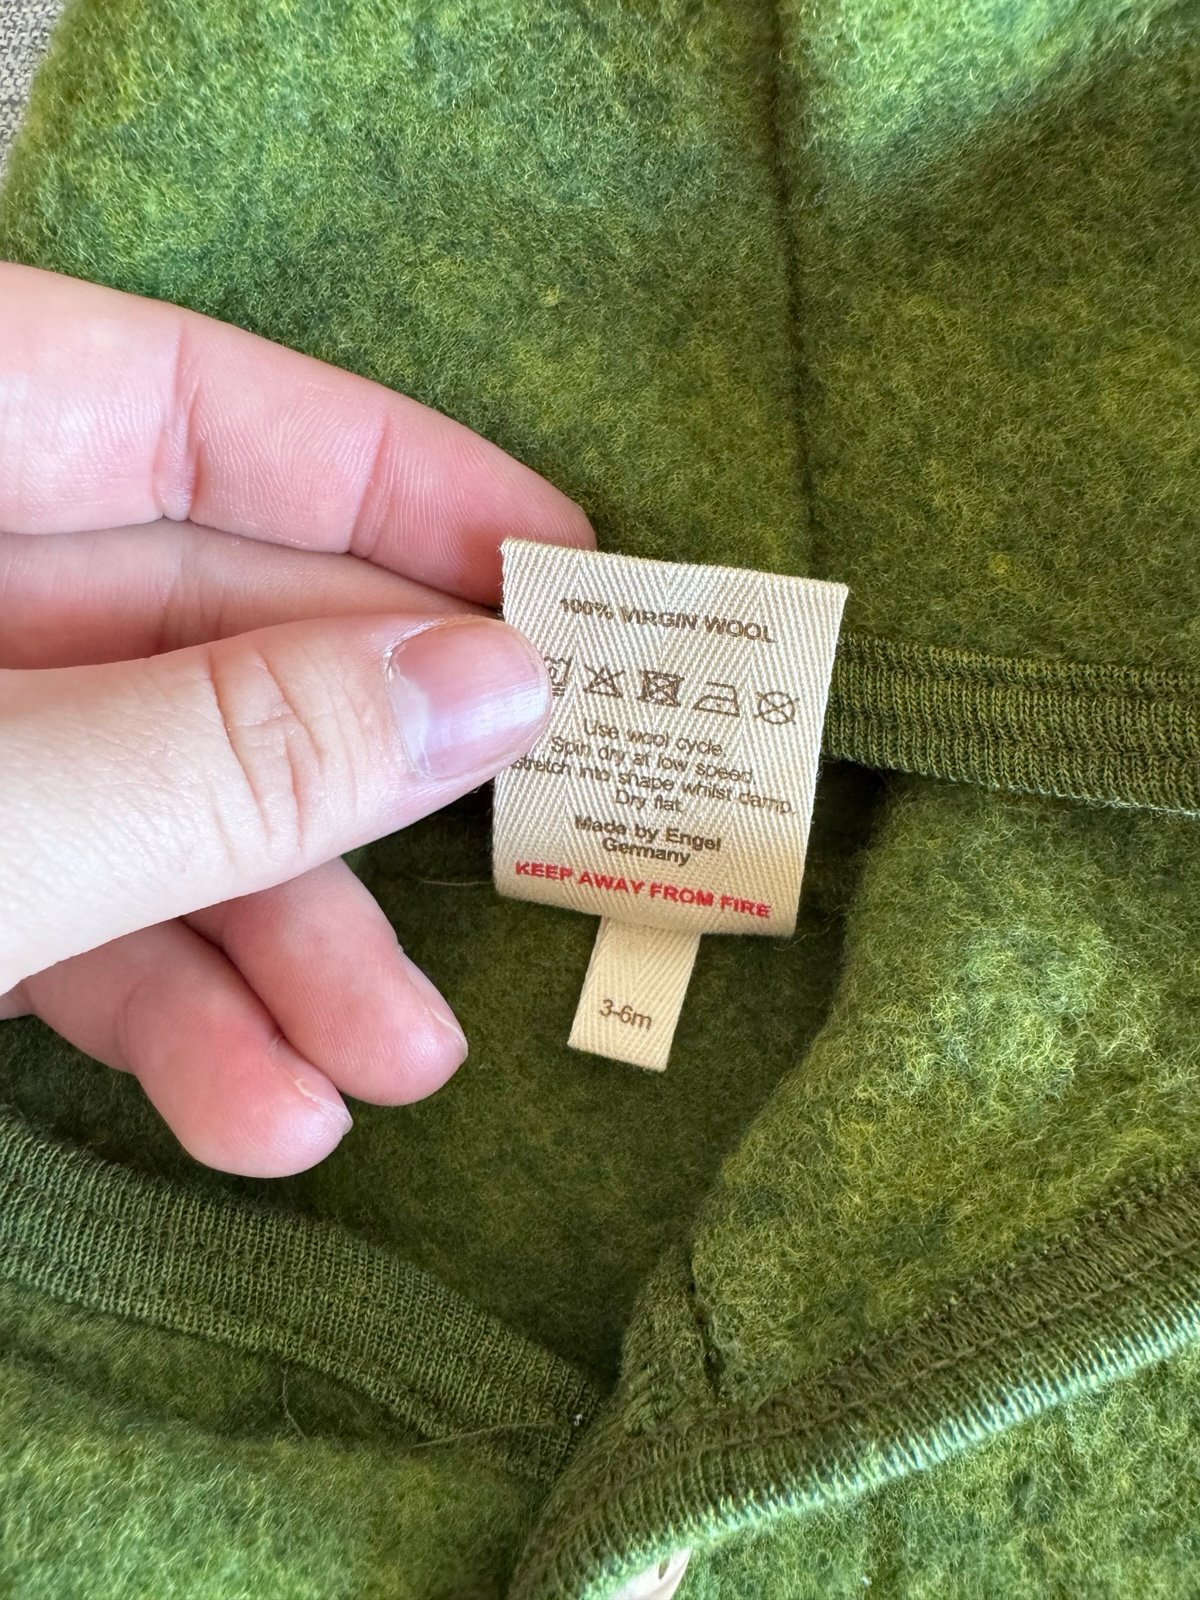 100% VIRGIN WOOL
Use wool cycle.
Spin dry at low speed
stretch into shape whilst damp.
Dry flat.
Made by Engel
Germany
KEEP AWAY FROM FIRE
3-6m